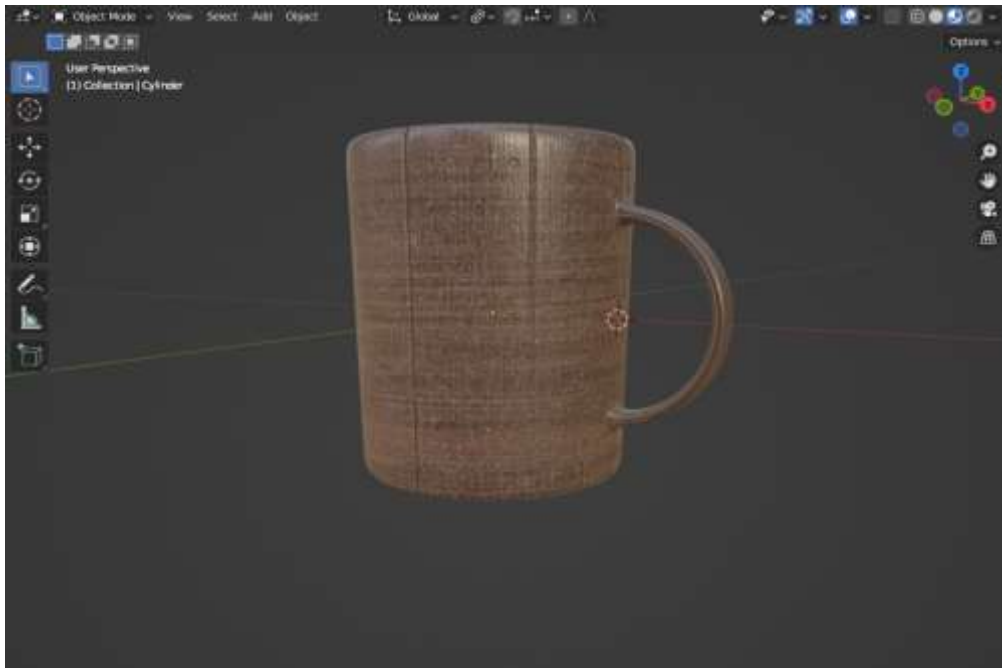 Object Mode View Select Add Object Global
Options
User Perspective
(1) Collection | Cylinder
Z
Y